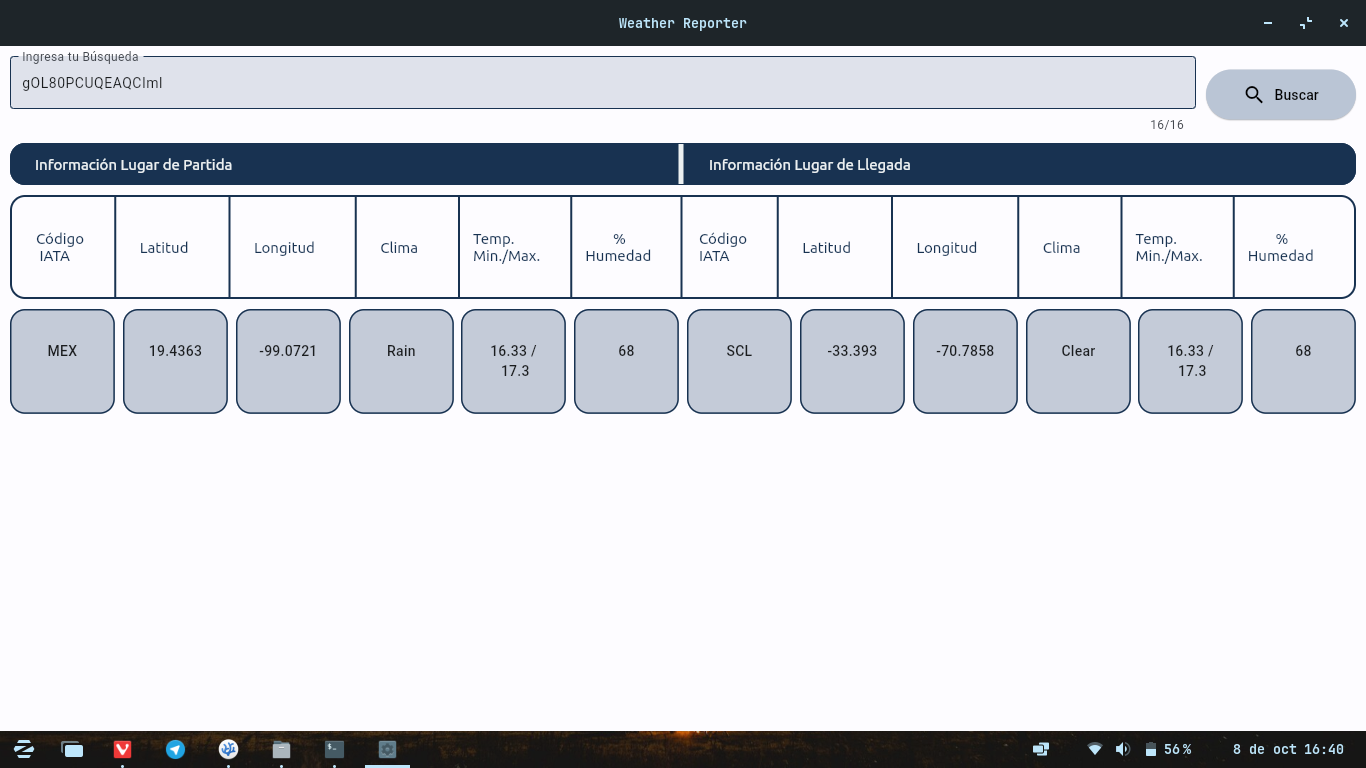 Weather Reporter
Ingresa tu Búsqueda
gOL80PCUQEAQCIml
Buscar
16/16
Información Lugar de Partida
Información Lugar de Llegada
Código
IATA
Latitud
Longitud
Clima
Temp.
Min./Max.
%
Humedad
Código
IATA
Latitud
Longitud
Clima
Temp.
Min./Max.
%
Humedad
MEX
19.4363
-99.0721
Rain
16.33 /
17.3
68
SCL
-33.393
-70.7858
Clear
16.33 /
17.3
68
56%
8 de oct 16:40